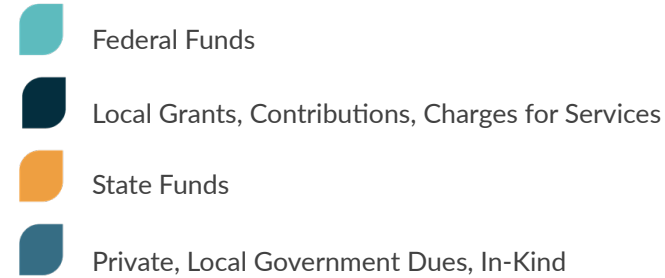 Federal Funds
Local Grants, Contributions, Charges for Services
State Funds
Private, Local Government Dues, In-Kind